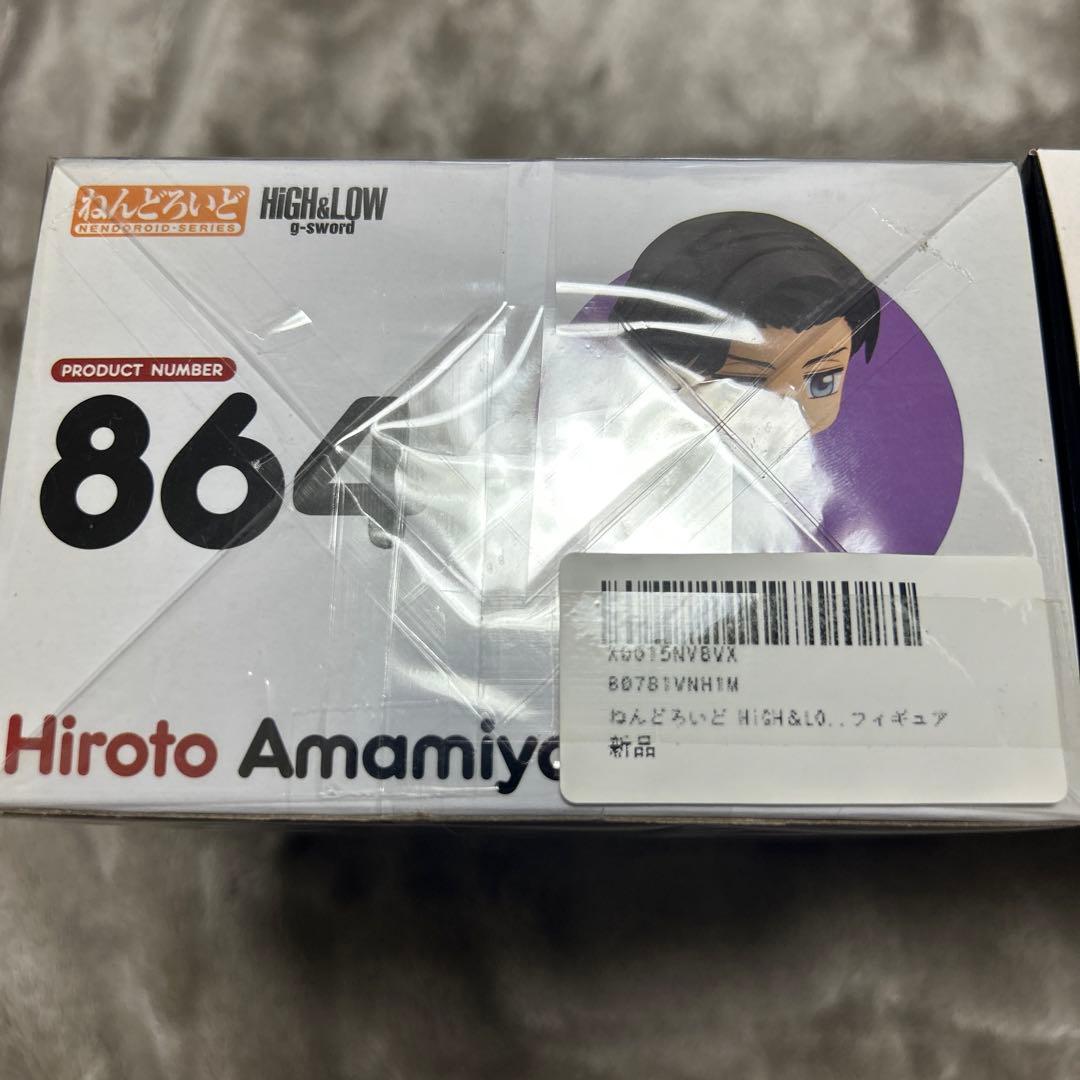 ねんどろいど
NENDOROID·SERIES
HiGH&LOW
g-sword
PRODUCT NUMBER
864
Hiroto Amamiya
X0015NV8VX
B0781VNH1M
ねんどろいど HiGH&LO..フィギュア
新品